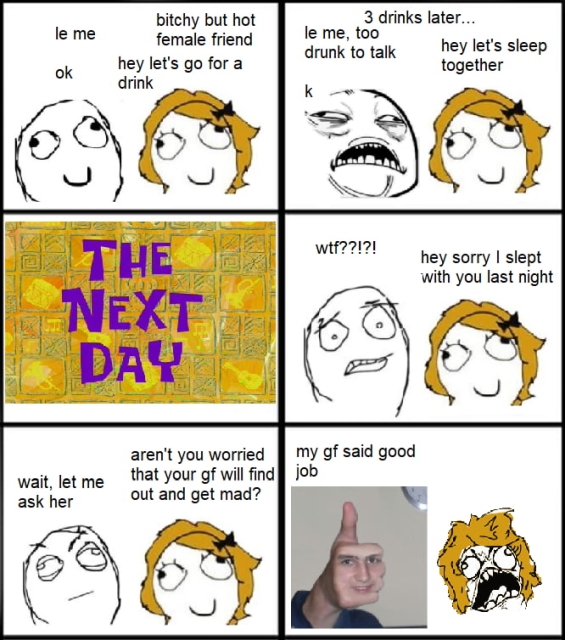 le me
ok
bitchy but hot
female friend
hey let's go for a
drink
3 drinks later...
le me, too
drunk to talk
k
hey let's sleep
together
THE
NEXT
DAY
wtf??!?!
hey sorry I slept
with you last night
wait, let me
ask her
aren't you worried
that your gf will find
out and get mad?
my gf said good
job